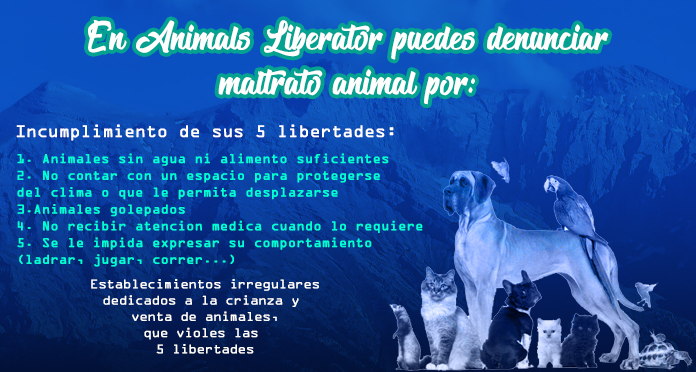 En Animals Liberator puedes denunciar
maltrato animal por:
Incumplimiento de sus 5 libertades:
1. Animales sin agua ni alimento suficientes
2. No contar con un espacio para protegerse
del clima o que le permita desplazarse
3.Animales golepados
4. No recibir atencion medica cuando lo requiere
5. Se le impida expresar su comportamiento
(ladrar, jugar, correr...)
Establecimientos irregulares
dedicados a la crianza y
venta de animales,
que violes las
5 libertades